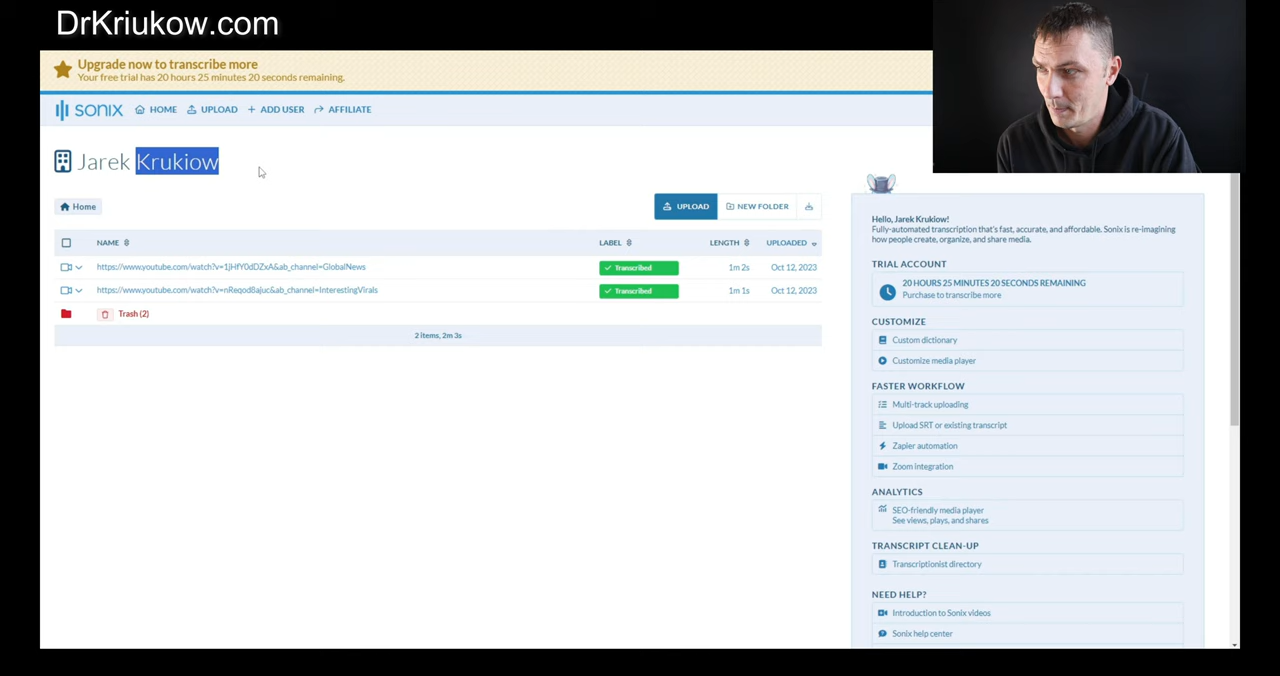 DrKriukow.com
Upgrade now to transcribe more
Your free trial has 20 hours 25 minutes 20 seconds remaining.
sonix HOME UPLOAD + ADD USER AFFILIATE
Jarek Krukiow
Home
UPLOAD NEW FOLDER
NAME LABEL LENGTH UPLOADED
https://www.youtube.com/watch?v=1jHfY0dDZxA&ab_channel=GlobalNews Transcribed 1m 2s Oct 12, 2023
https://www.youtube.com/watch?v=nReqod8ajuc&ab_channel=InterestingVirals Transcribed 1m 1s Oct 12, 2023
Trash (2)
2 items, 2m 3s
Hello, Jarek Krukiow!
Fully-automated transcription that's fast, accurate, and affordable. Sonix is re-imagining
how people create, organize, and share media.
TRIAL ACCOUNT
20 HOURS 25 MINUTES 20 SECONDS REMAINING
Purchase to transcribe more
CUSTOMIZE
Custom dictionary
Customize media player
FASTER WORKFLOW
Multi-track uploading
Upload SRT or existing transcript
Zapier automation
Zoom integration
ANALYTICS
SEO-friendly media player
See views, plays, and shares
TRANSCRIPT CLEAN-UP
Transcriptionist directory
NEED HELP?
Introduction to Sonix videos
Sonix help center